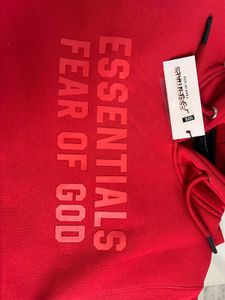 ESSENTIALS
FEAR OF GOD